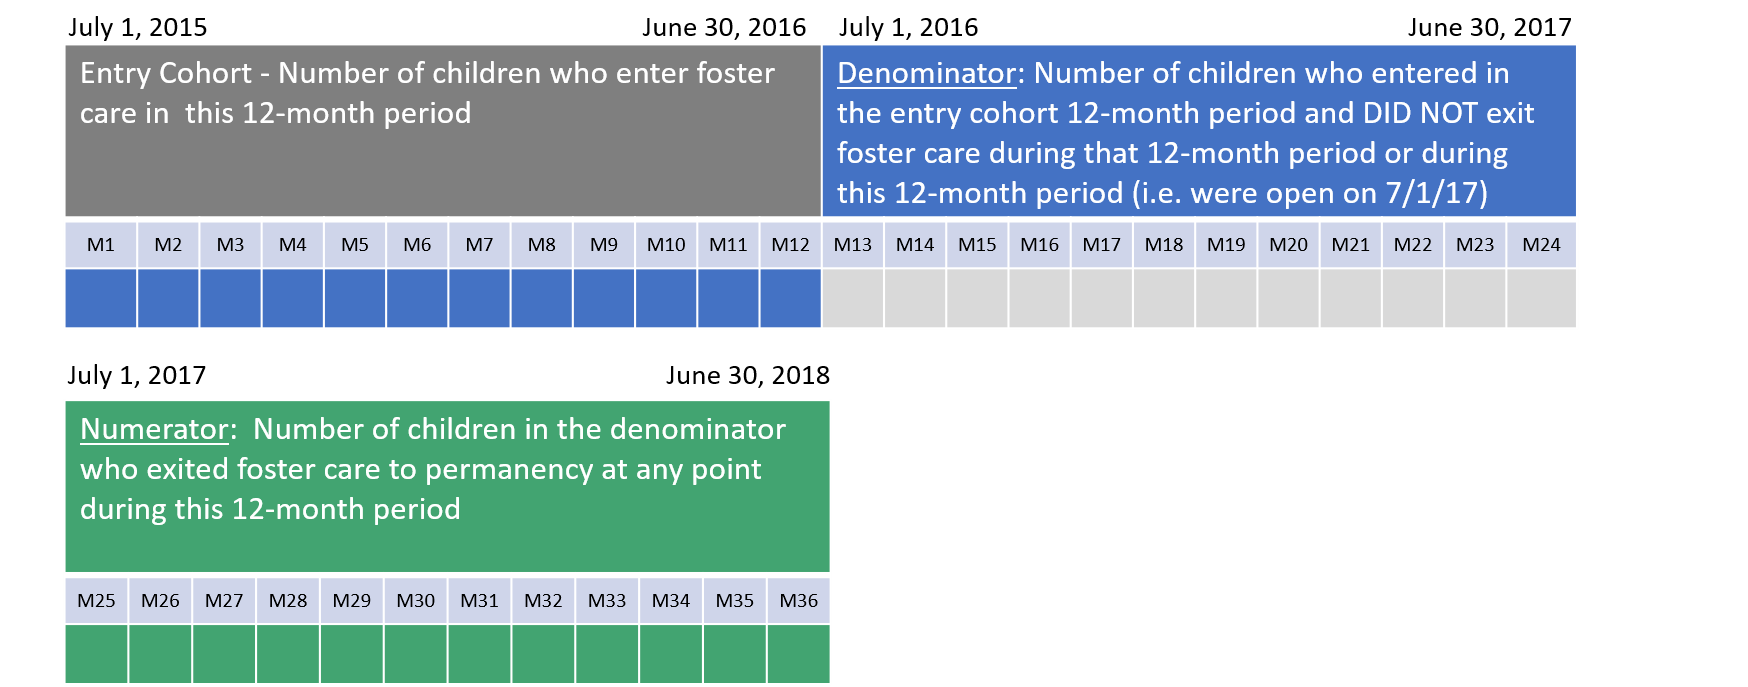 July 1, 2015 June 30, 2016 July 1, 2016 June 30, 2017
Entry Cohort - Number of children who enter foster
care in this 12-month period
Denominator: Number of children who entered in
the entry cohort 12-month period and DID NOT exit
foster care during that 12-month period or during
this 12-month period (i.e. were open on 7/1/17)
M1 M2 M3 M4 M5 M6 M7 M8 M9 M10 M11 M12 M13 M14 M15 M16 M17 M18 M19 M20 M21 M22 M23 M24
July 1, 2017 June 30, 2018
Numerator: Number of children in the denominator
who exited foster care to permanency at any point
during this 12-month period
M25 M26 M27 M28 M29 M30 M31 M32 M33 M34 M35 M36